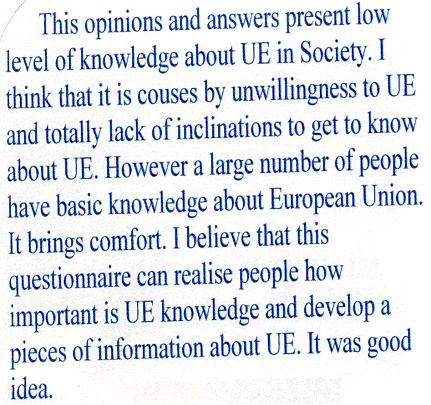 This opinions and answers present low
level of knowledge about UE in Society. I
think that it is couses by unwillingness to UE
and totally lack of inclinations to get to know
about UE. However a large number of people
have basic knowledge about European Union.
It brings comfort. I believe that this
questionnaire can realise people how
important is UE knowledge and develop a
pieces of information about UE. It was good
idea.